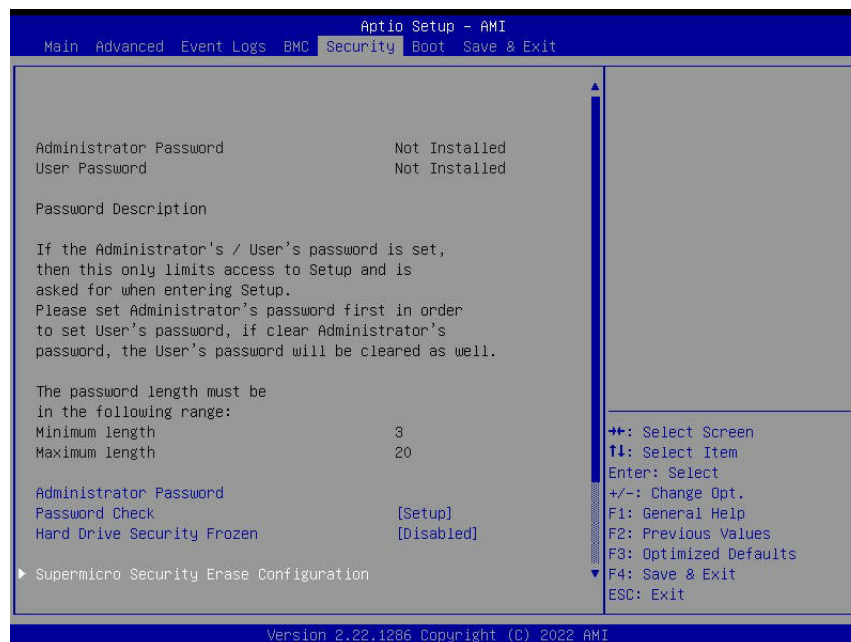 Aptio Setup – AMI
Main Advanced Event Logs BMC Security Boot Save & Exit
Administrator Password Not Installed
User Password Not Installed
Password Description
If the Administrator's / User's password is set,
then this only limits access to Setup and is
asked for when entering Setup.
Please set Administrator's password first in order
to set User's password, if clear Administrator's
password, the User's password will be cleared as well.
The password length must be
in the following range:
Minimum length 3
Maximum length 20
Administrator Password
Password Check [Setup]
Hard Drive Security Frozen [Disabled]
▶ Supermicro Security Erase Configuration
→←: Select Screen
↑↓: Select Item
Enter: Select
+/-: Change Opt.
F1: General Help
F2: Previous Values
F3: Optimized Defaults
F4: Save & Exit
ESC: Exit
Version 2.22.1286 Copyright (C) 2022 AMI